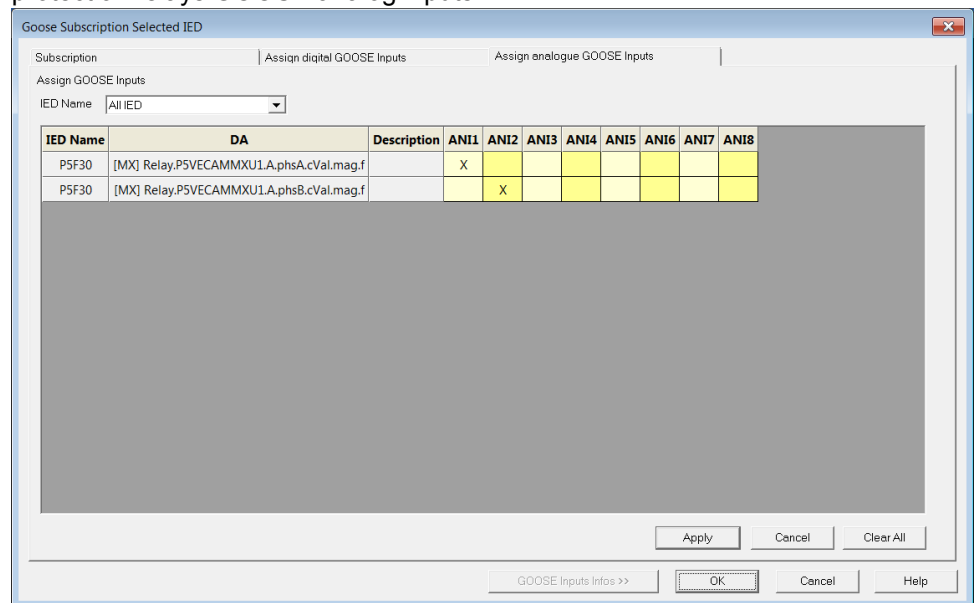 Goose Subscription Selected IED
Subscription Assign digital GOOSE Inputs Assign analogue GOOSE Inputs
Assign GOOSE Inputs
IED Name All IED
IED Name DA Description ANI1 ANI2 ANI3 ANI4 ANI5 ANI6 ANI7 ANI8
P5F30 [MX] Relay.P5VECAMMXU1.A.phsA.cVal.mag.f X
P5F30 [MX] Relay.P5VECAMMXU1.A.phsB.cVal.mag.f X
Apply Cancel Clear All
GOOSE Inputs Infos >> OK Cancel Help